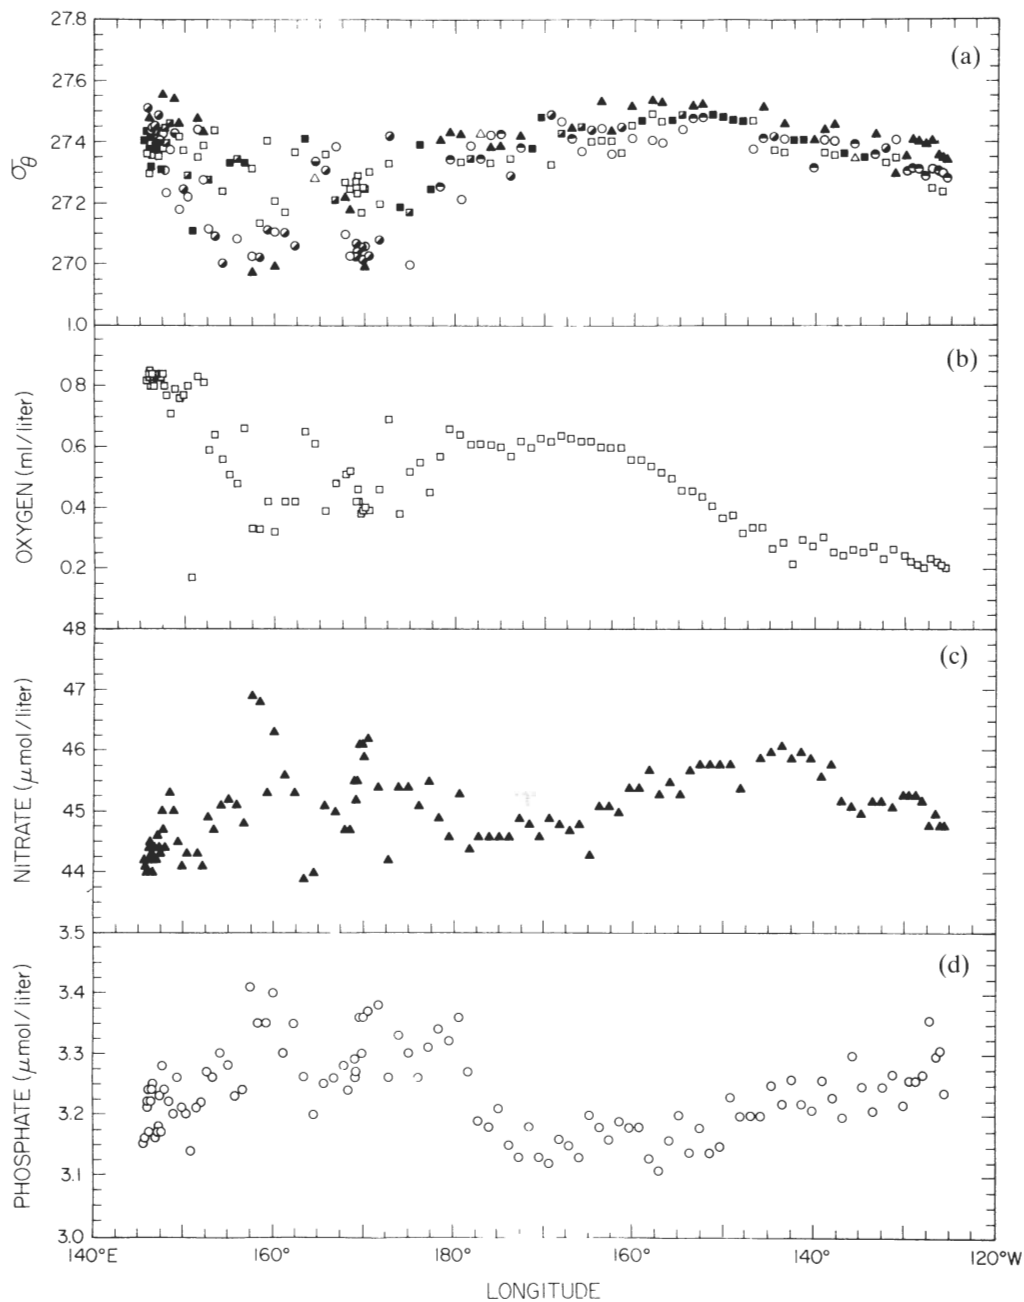 27.8
27.6
(a)
27.4
σθ
27.2
27.0
1.0
(b)
0.8
OXYGEN (ml/liter)
0.6
0.4
0.2
48
(c)
47
NITRATE (μmol/liter)
46
45
44
3.5
(d)
3.4
PHOSPHATE (μmol/liter)
3.3
3.2
3.1
3.0
140°E 160° 180° 160° 140° 120°W
LONGITUDE